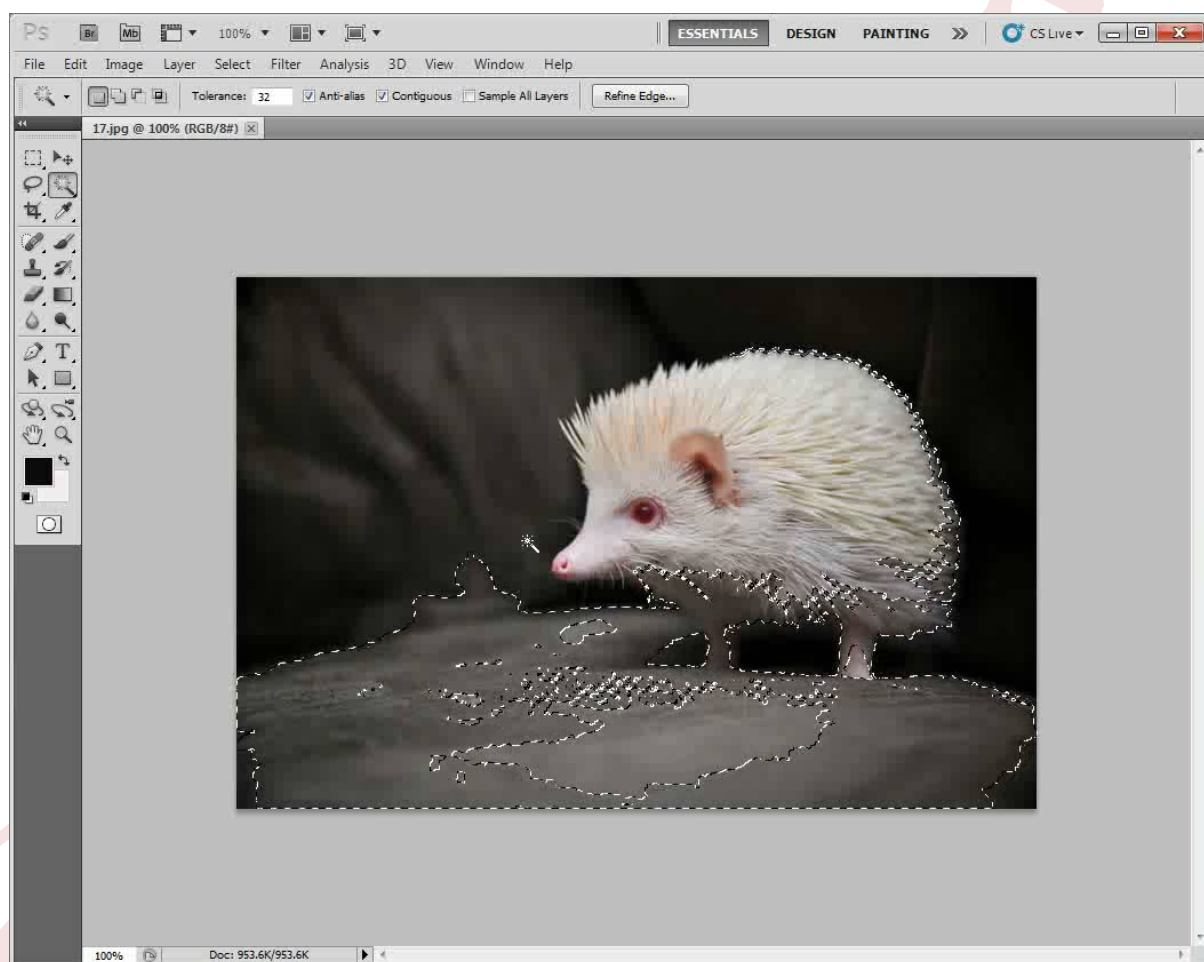 Ps Br Mb 100% ESSENTIALS DESIGN PAINTING CS Live
File Edit Image Layer Select Filter Analysis 3D View Window Help
Tolerance: 32 Anti-alias Contiguous Sample All Layers Refine Edge...
17.jpg @ 100% (RGB/8#)
T
100% Doc: 953.6K/953.6K